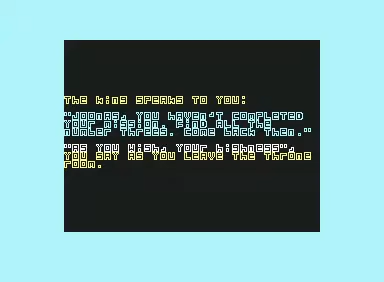 The king speaks to you:
"Joonas, you haven't completed
your mission. Find all the
number threes. Come back then."
"As you wish, your highness",
you say as you leave the throne
room.